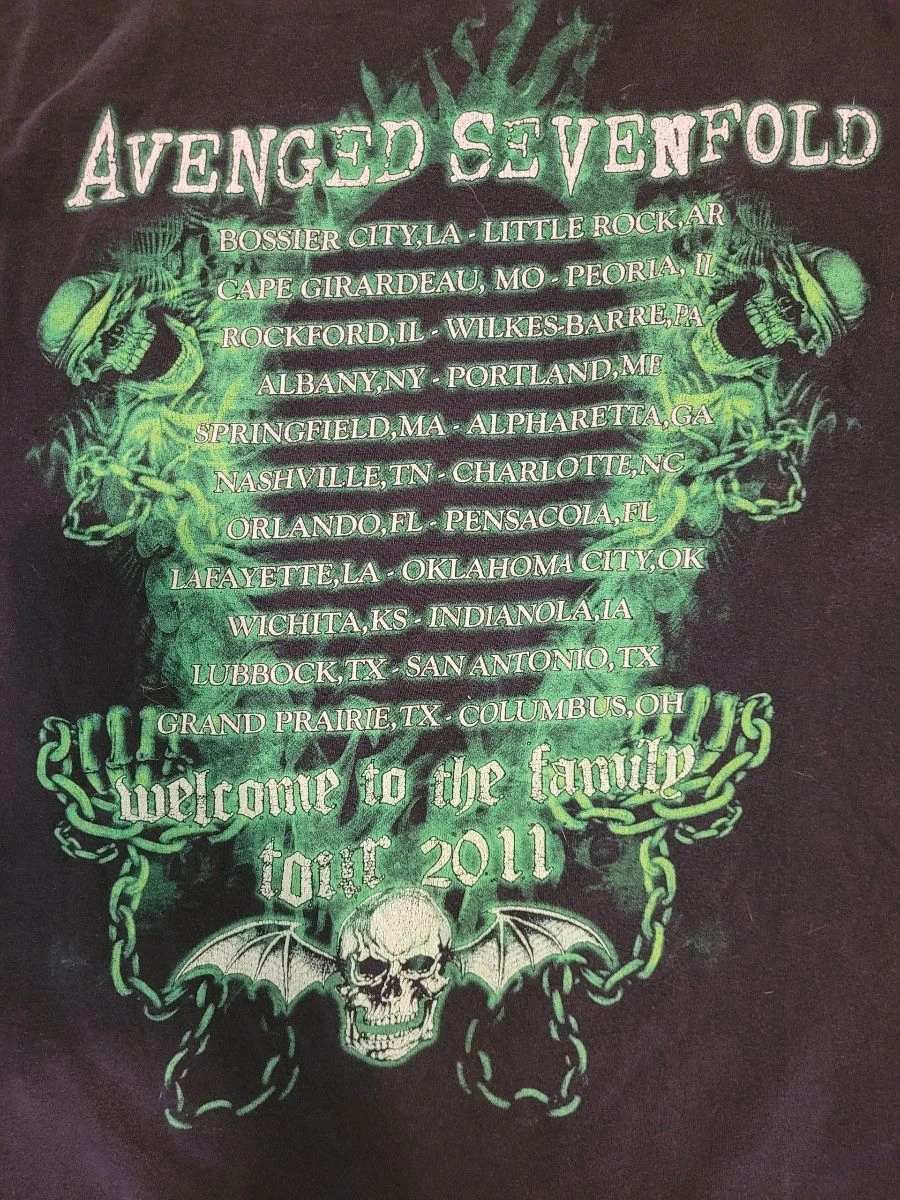 AVENGED SEVENFOLD
BOSSIER CITY,LA - LITTLE ROCK,AR
CAPE GIRARDEAU, MO - PEORIA, IL
ROCKFORD,IL - WILKES-BARRE,PA
ALBANY,NY - PORTLAND,ME
SPRINGFIELD,MA - ALPHARETTA,GA
NASHVILLE,TN - CHARLOTTE,NC
ORLANDO,FL - PENSACOLA,FL
LAFAYETTE,LA - OKLAHOMA CITY,OK
WICHITA,KS - INDIANOLA,IA
LUBBOCK,TX - SAN ANTONIO,TX
GRAND PRAIRIE,TX - COLUMBUS,OH
welcome to the family
tour 2011